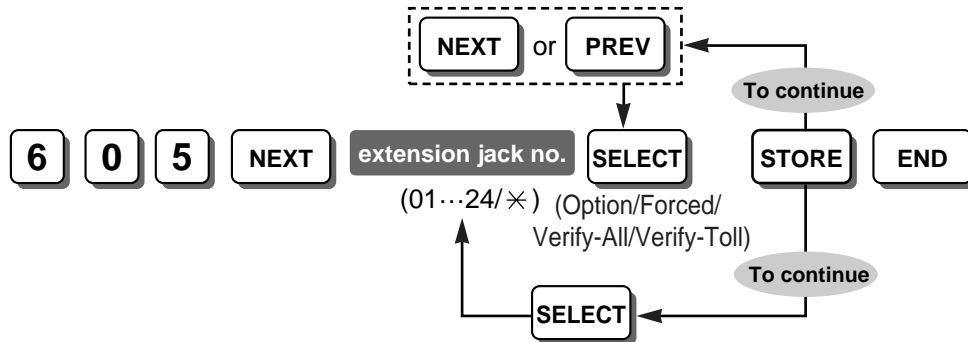 NEXT or PREV
To continue
6 0 5 NEXT extension jack no. SELECT STORE END
(01···24/✳) (Option/Forced/
Verify-All/Verify-Toll)
To continue
SELECT